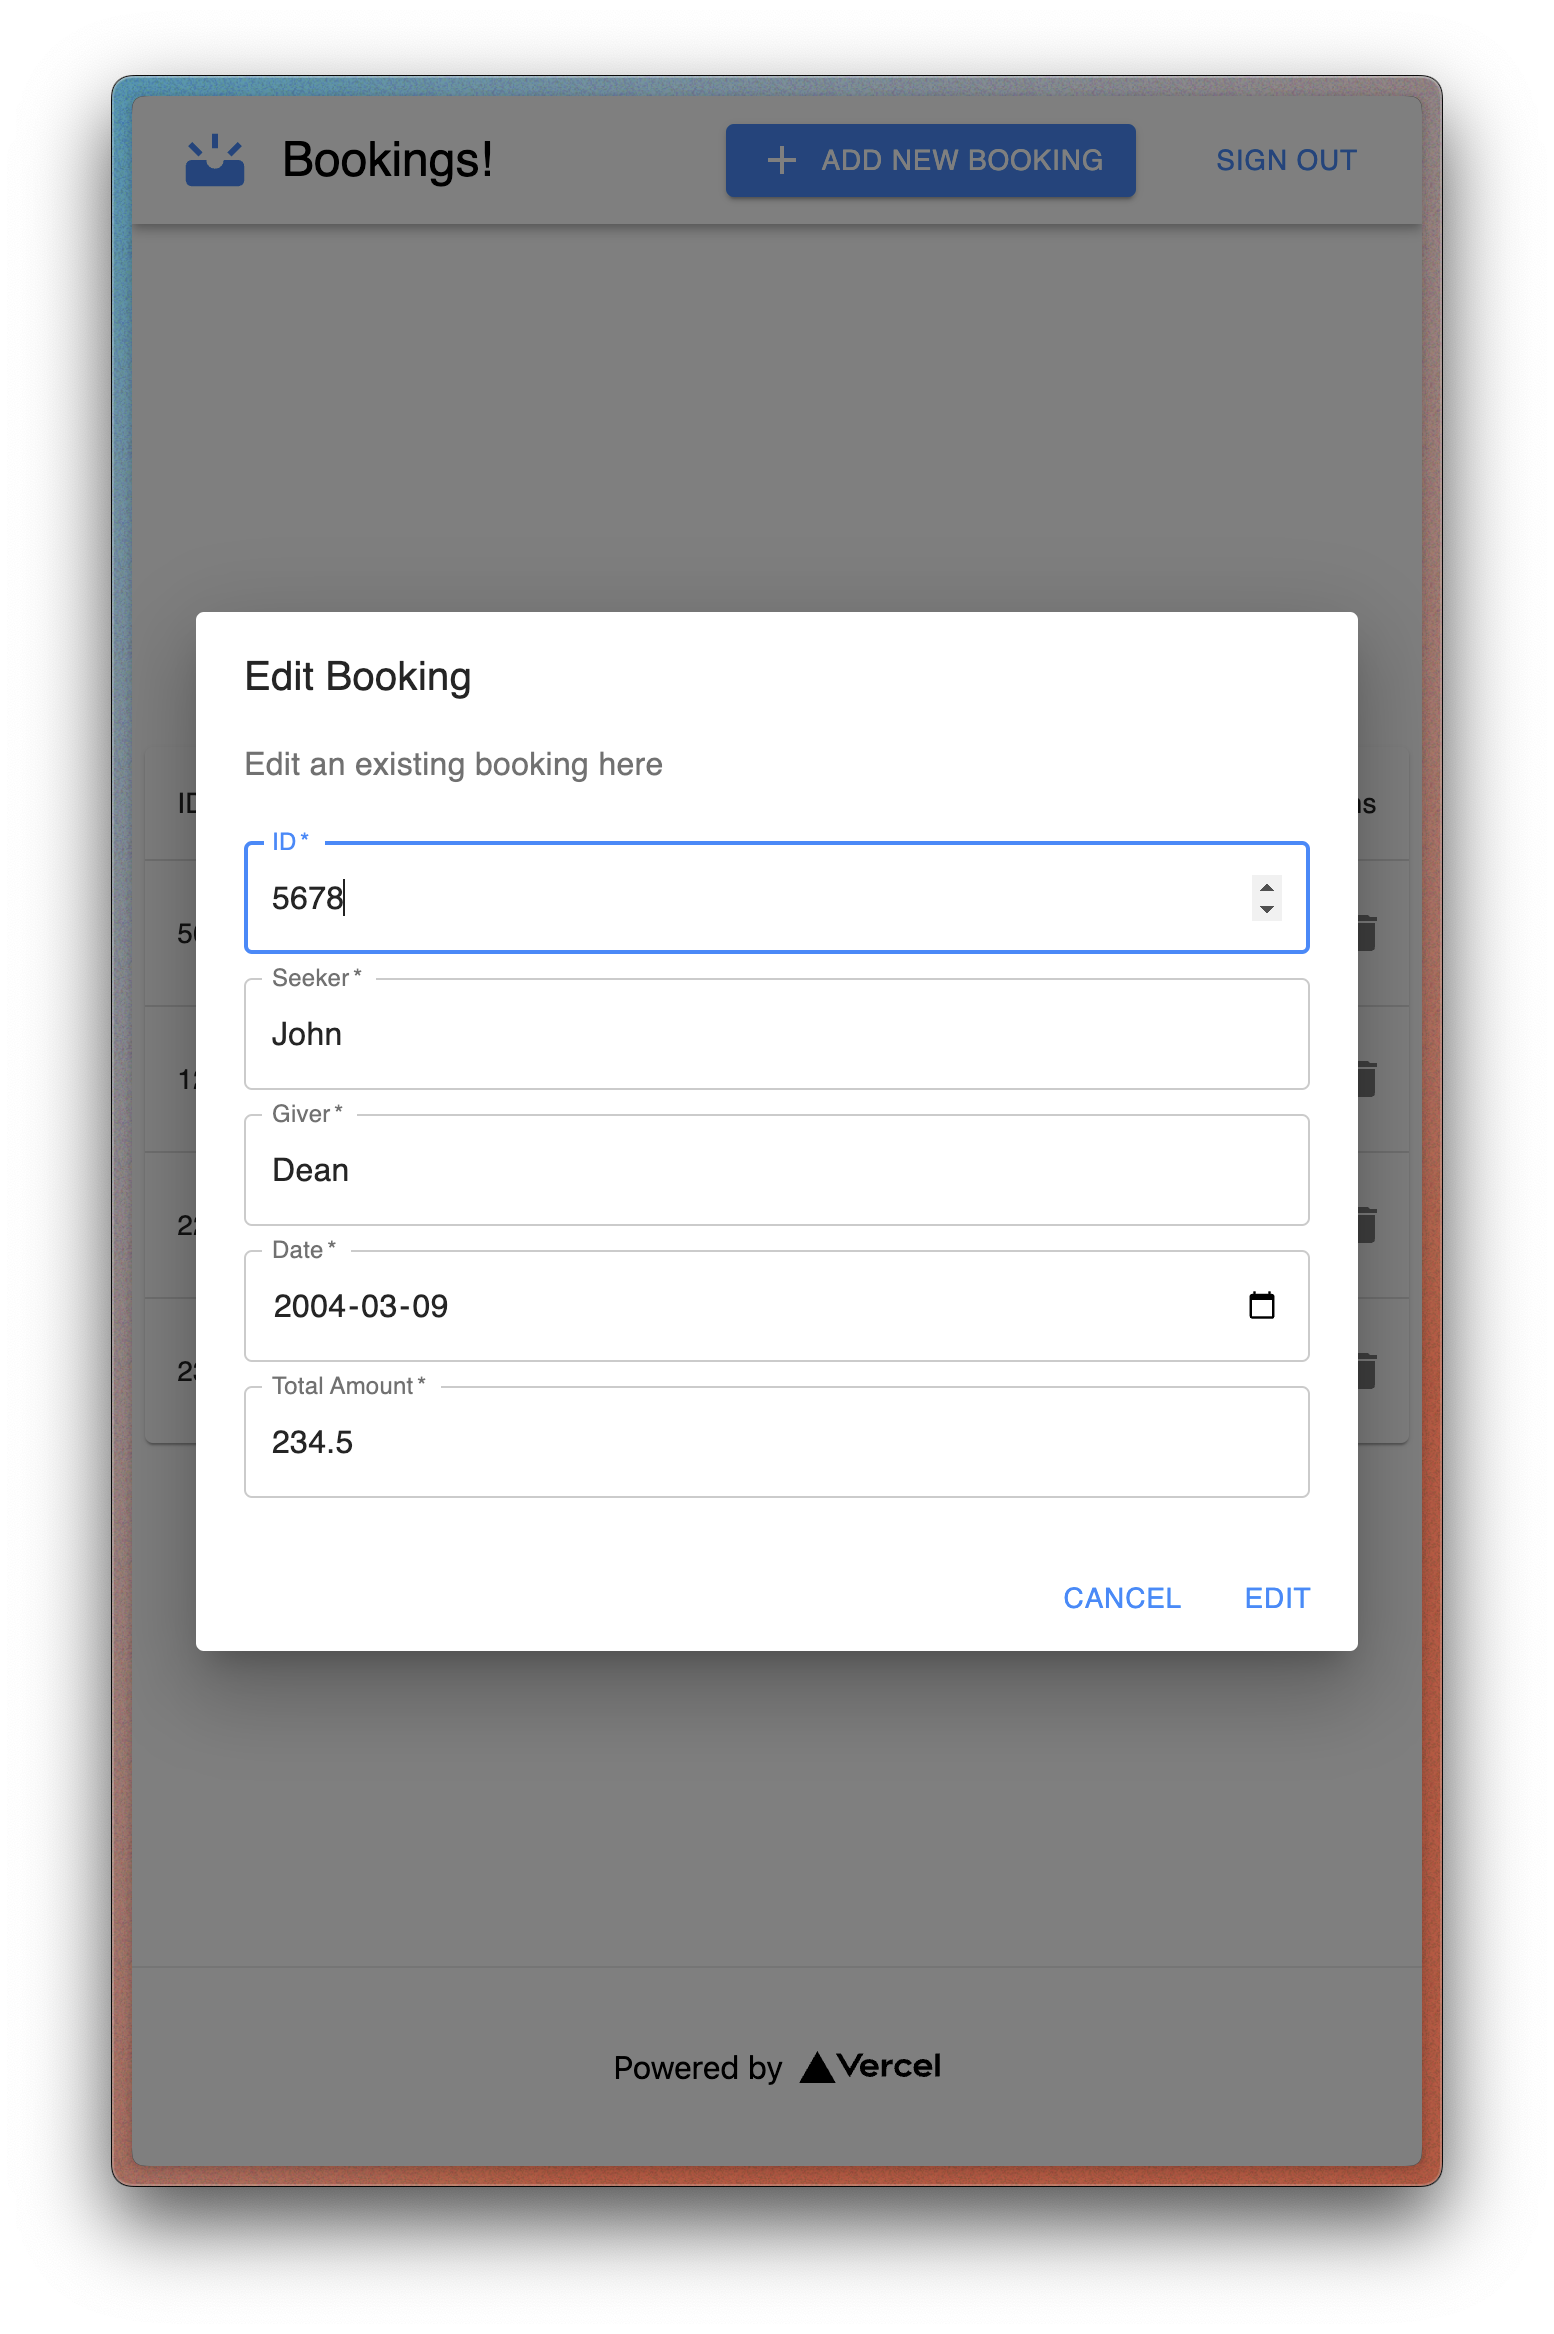 Bookings!
ADD NEW BOOKING
SIGN OUT
Edit Booking
Edit an existing booking here
ID *
5678
Seeker *
John
Giver *
Dean
Date *
2004-03-09
Total Amount *
234.5
CANCEL
EDIT
Powered by Vercel